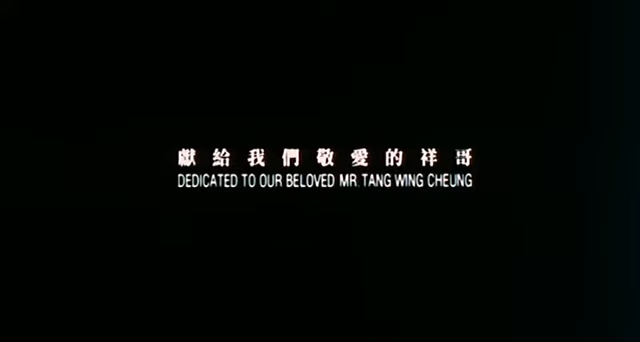 獻給我們敬愛的祥哥
DEDICATED TO OUR BELOVED MR. TANG WING CHEUNG